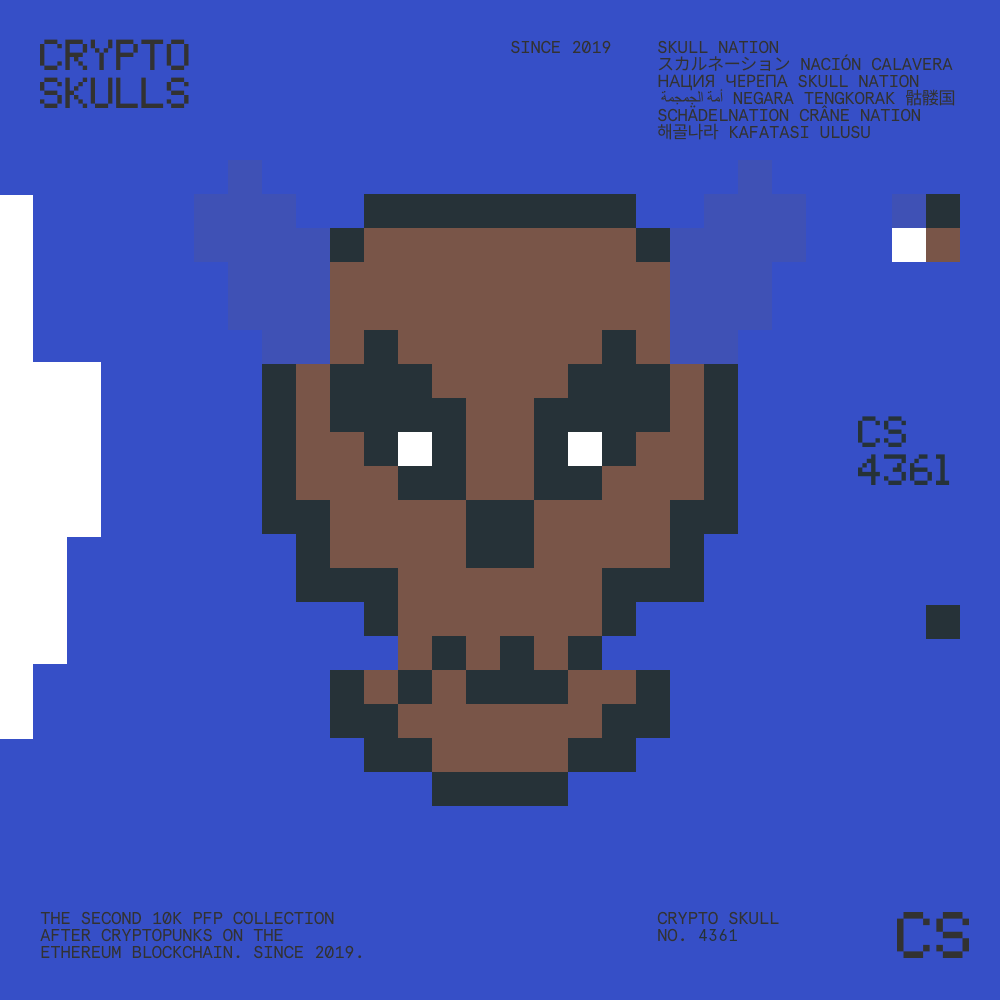 CRYPTO
SKULLS
SINCE 2019
SKULL NATION
スカルネーション NACIÓN CALAVERA
НАЦИЯ ЧЕРЕПА SKULL NATION
أمة الجمجمة NEGARA TENGKORAK 骷髅国
SCHÄDELNATION CRÂNE NATION
해골나라 KAFATASI ULUSU
CS
4361
THE SECOND 10K PFP COLLECTION
AFTER CRYPTOPUNKS ON THE
ETHEREUM BLOCKCHAIN. SINCE 2019.
CRYPTO SKULL
NO. 4361
CS